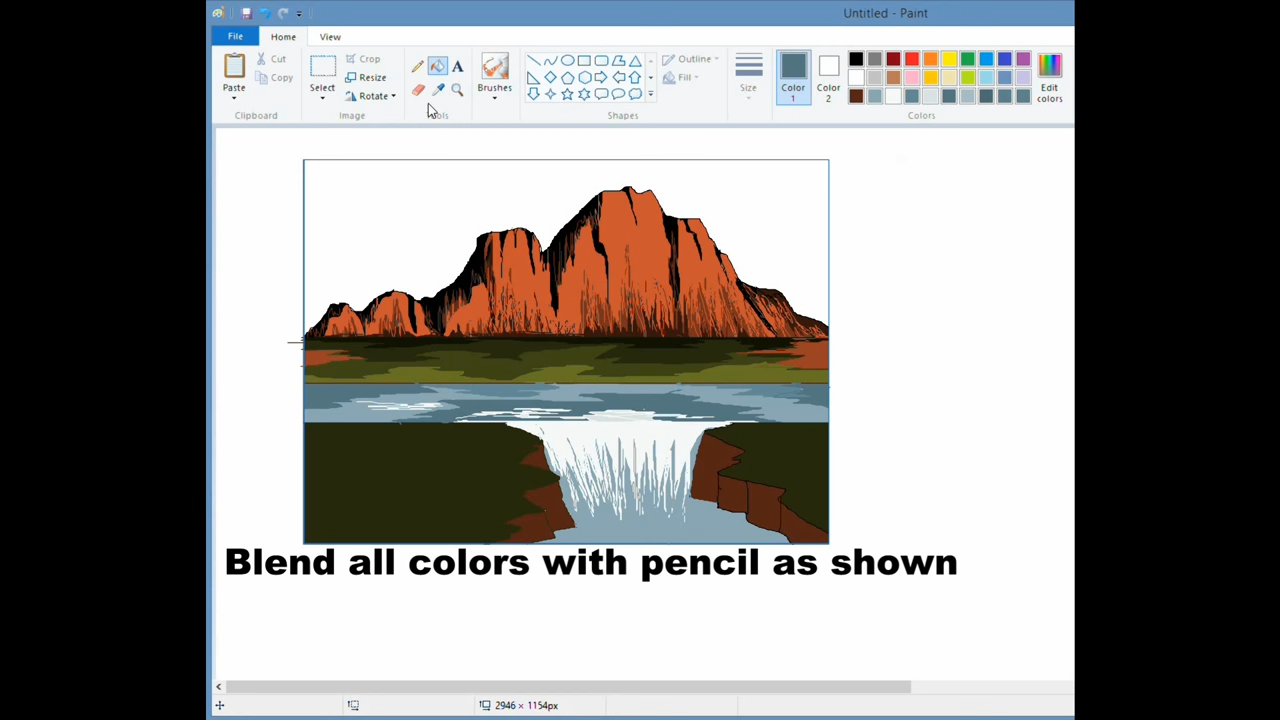 Untitled - Paint
File Home View
Paste
Cut
Copy
Clipboard
Select
Crop
Resize
Rotate
Image
A
Brushes
Shapes
Outline
Fill
Size
Color 1
Color 2
Edit colors
Colors
Blend all colors with pencil as shown
2946 × 1154px